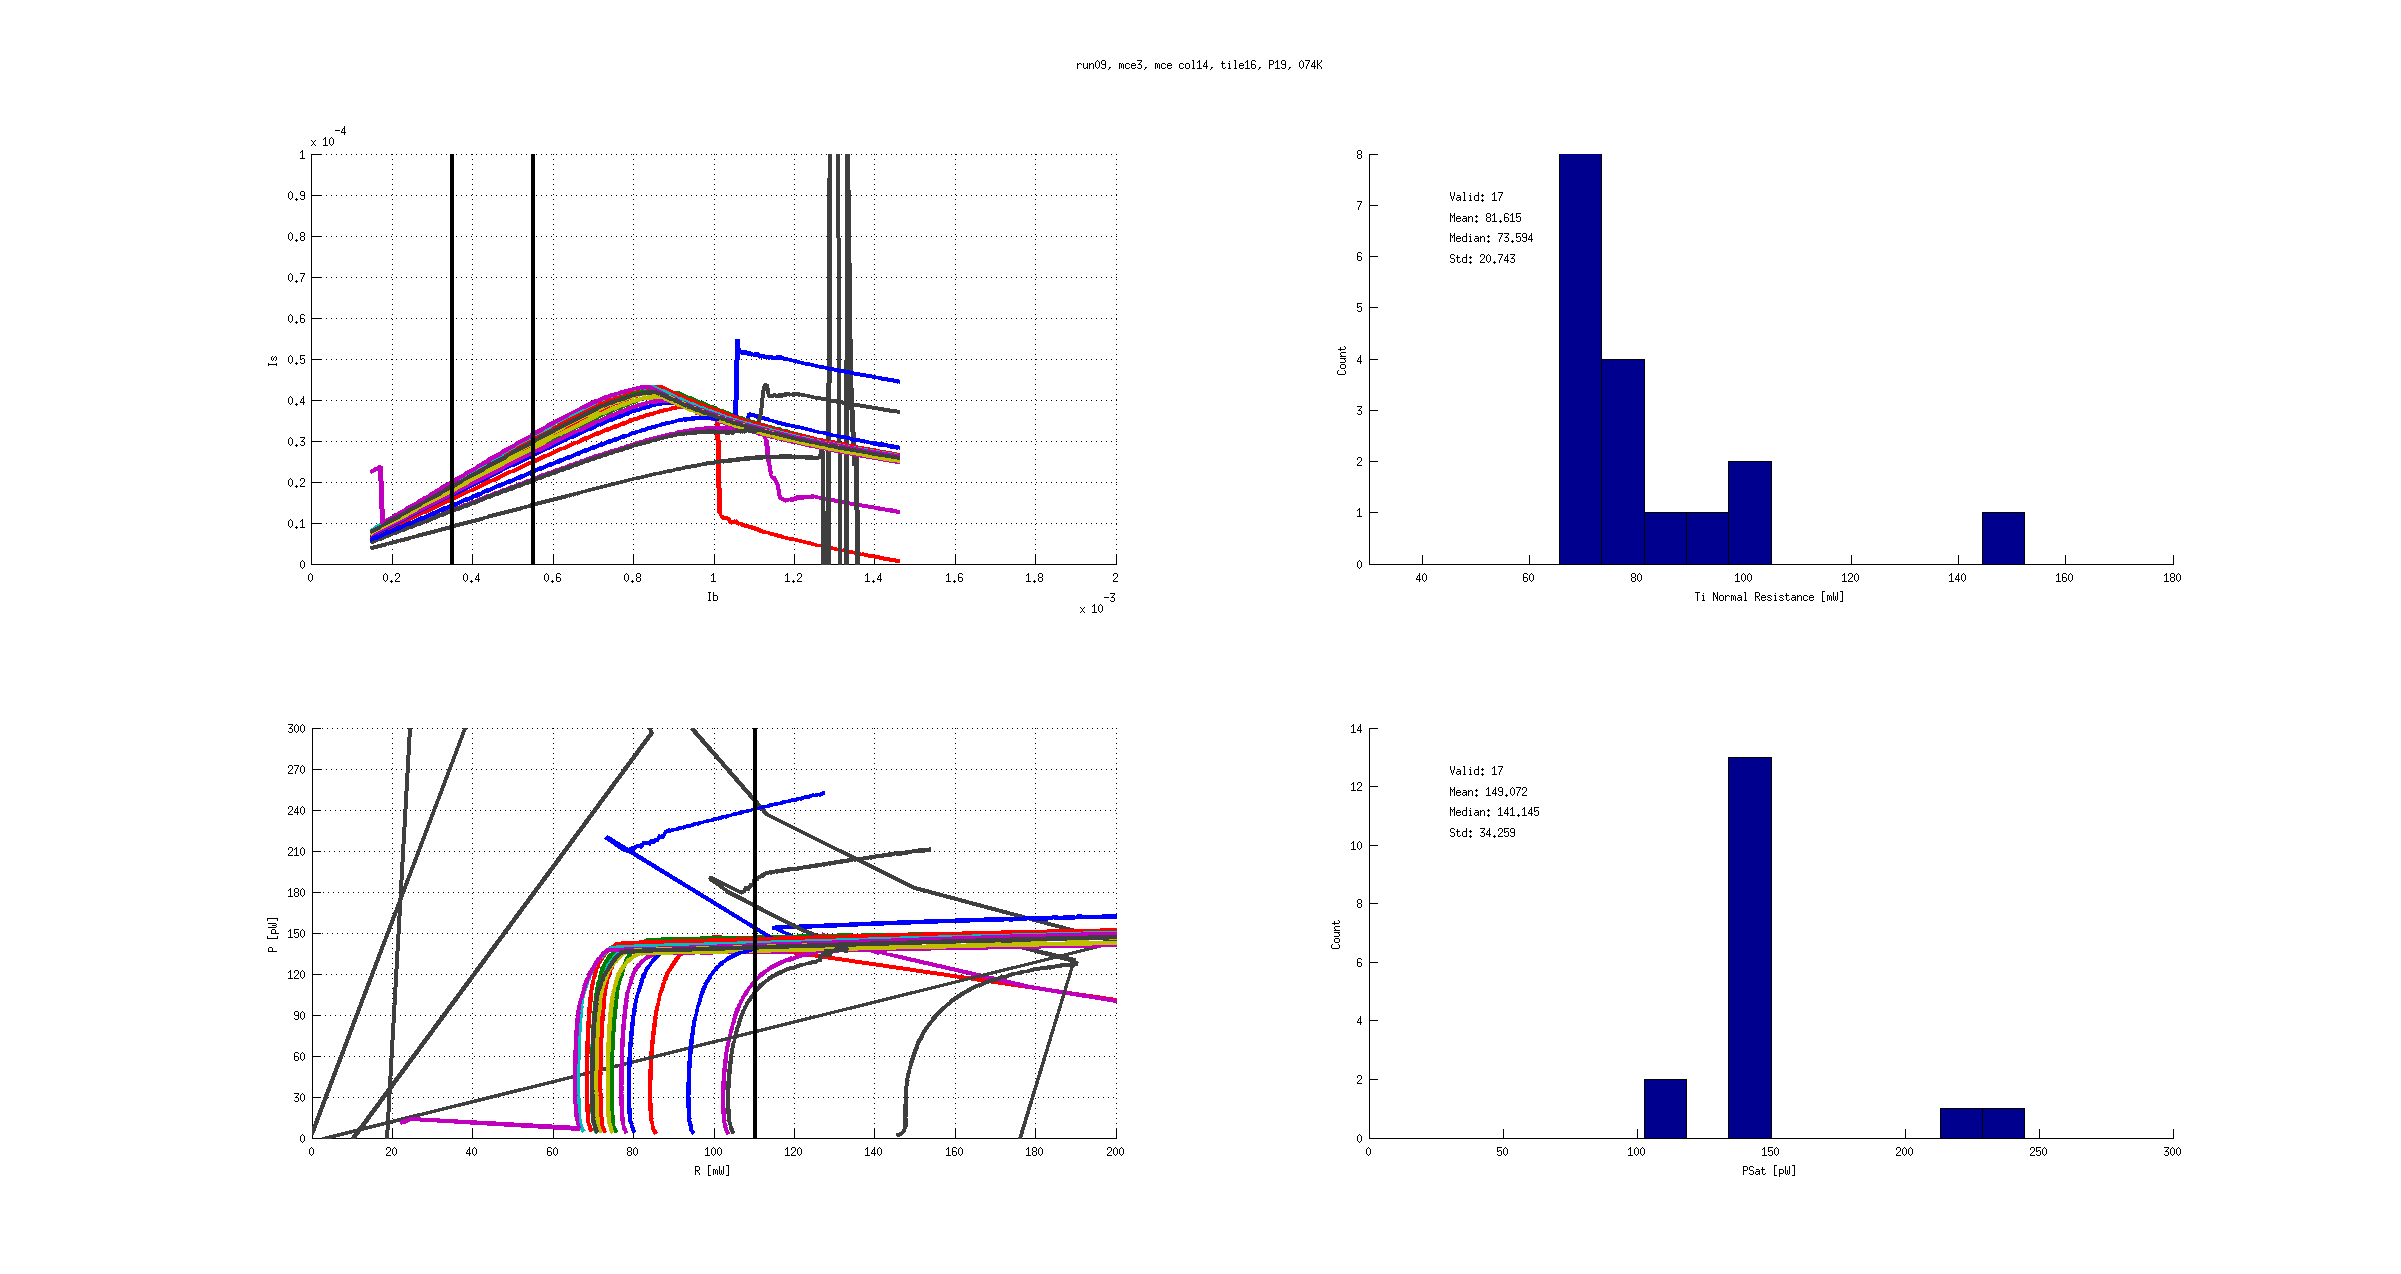 run09, mce3, mce col14, tile16, P19, 074K
x 10^-4
1
0.9
0.8
0.7
0.6
0.5
0.4
0.3
0.2
0.1
0
Is
0 0.2 0.4 0.6 0.8 1 1.2 1.4 1.6 1.8 2
Ib
x 10^-3
8
7
6
5
4
3
2
1
0
Count
Valid: 17
Mean: 81.615
Median: 73.594
Std: 20.743
40 60 80 100 120 140 160 180
Ti Normal Resistance [mW]
300
270
240
210
180
150
120
90
60
30
0
P [pW]
0 20 40 60 80 100 120 140 160 180 200
R [mW]
14
12
10
8
6
4
2
0
Count
Valid: 17
Mean: 149.072
Median: 141.145
Std: 34.259
0 50 100 150 200 250 300
PSat [pW]